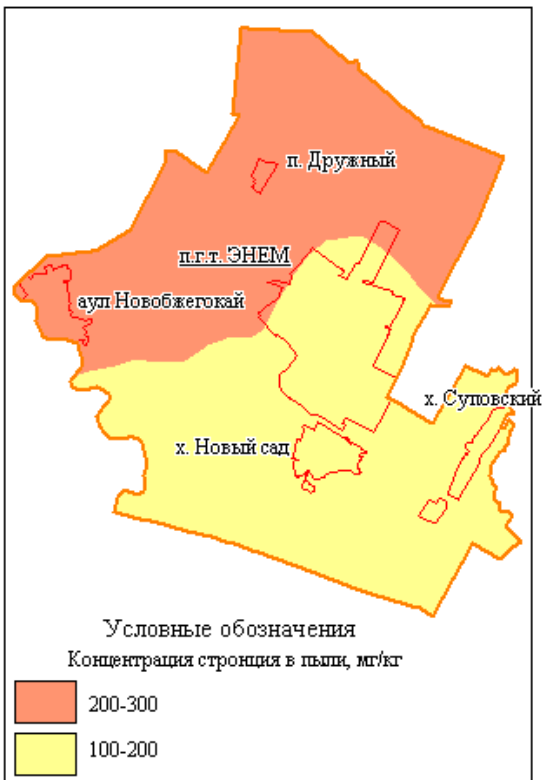 п. Дружный
п.г.т. ЭНЕМ
аул Новобжегокай
х. Суповский
х. Новый сад
Условные обозначения
Концентрация стронция в пыли, мг/кг
200-300
100-200